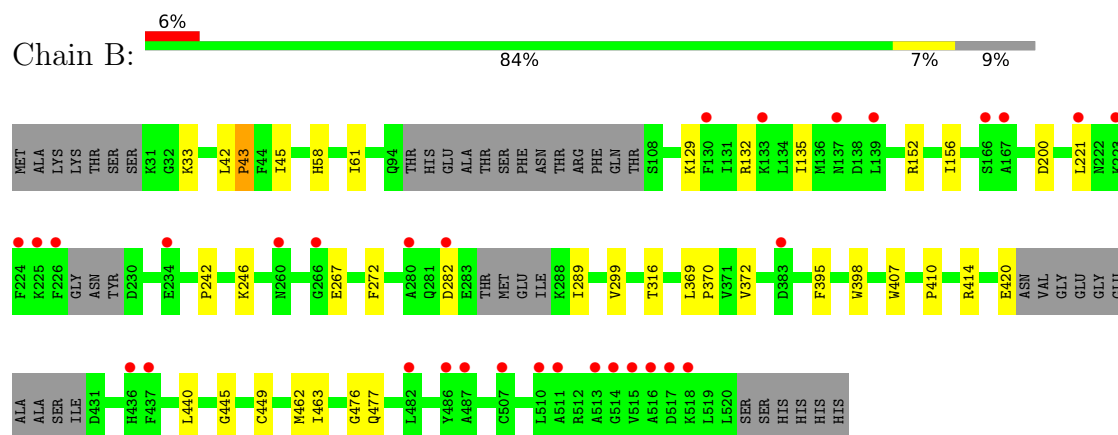 6%
Chain B:
84% 7% 9%
MET ALA LYS LYS THR SER SER K31 G32 K33 L42 P43 F44 I45 H58 I61 Q94 THR HIS GLU ALA THR SER PHE ASN THR ARG PHE GLN THR S108 K129 F130 I131 R132 K133 L134 I135 M136 N137 D138 L139 R152 I156 S166 A167 D200 L221 N222 K223
F224 K225 F226 GLY ASN TYR D230 E234 P242 K246 N260 G266 E267 F272 A280 Q281 D282 E283 THR MET GLU ILE K288 I289 V299 T316 L369 P370 V371 V372 D383 F395 W398 W407 P410 R414 E420 ASN VAL GLY GLU GLY GLU
ALA ALA SER ILE D431 H436 F437 L440 G445 C449 M462 I463 G476 Q477 L482 Y486 A487 C507 L510 A511 R512 A513 G514 V515 A516 D517 K518 L519 L520 SER SER HIS HIS HIS HIS